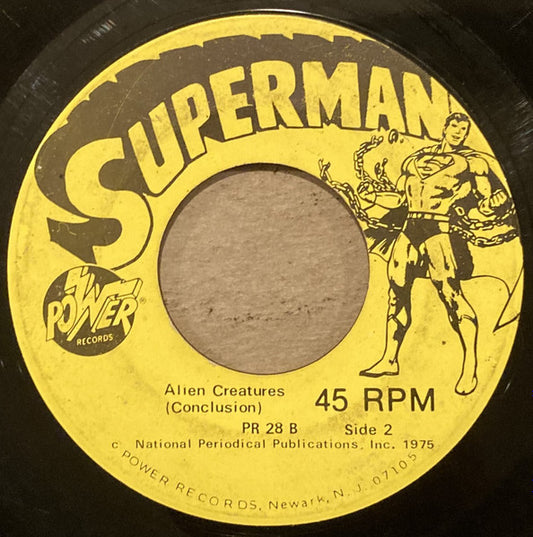 SUPERMAN
POWER®
RECORDS
Alien Creatures
(Conclusion)
45 RPM
PR 28 B Side 2
c National Periodical Publications, Inc. 1975
c POWER RECORDS, Newark, N. J. 07105